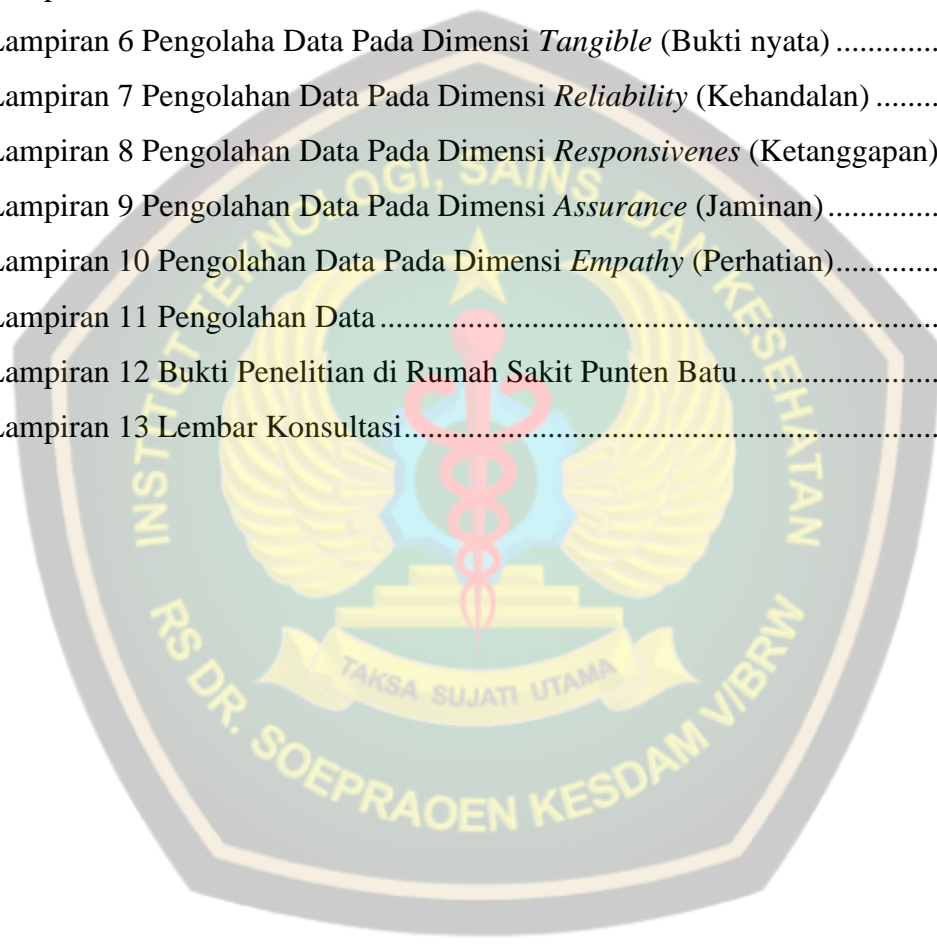 Lampiran 6 Pengolaha Data Pada Dimensi Tangible (Bukti nyata) .............
Lampiran 7 Pengolahan Data Pada Dimensi Reliability (Kehandalan) ........
Lampiran 8 Pengolahan Data Pada Dimensi Responsivenes (Ketanggapan)
Lampiran 9 Pengolahan Data Pada Dimensi Assurance (Jaminan) ..............
Lampiran 10 Pengolahan Data Pada Dimensi Empathy (Perhatian) .............
Lampiran 11 Pengolahan Data ......................................................................
Lampiran 12 Bukti Penelitian di Rumah Sakit Punten Batu .........................
Lampiran 13 Lembar Konsultasi ...................................................................
INSTITUT TEKNOLOGI, SAINS, DAN KESEHATAN
RS DR. SOEPRAOEN KESDAM V/BRW
TAKSA SUJATI UTAMA